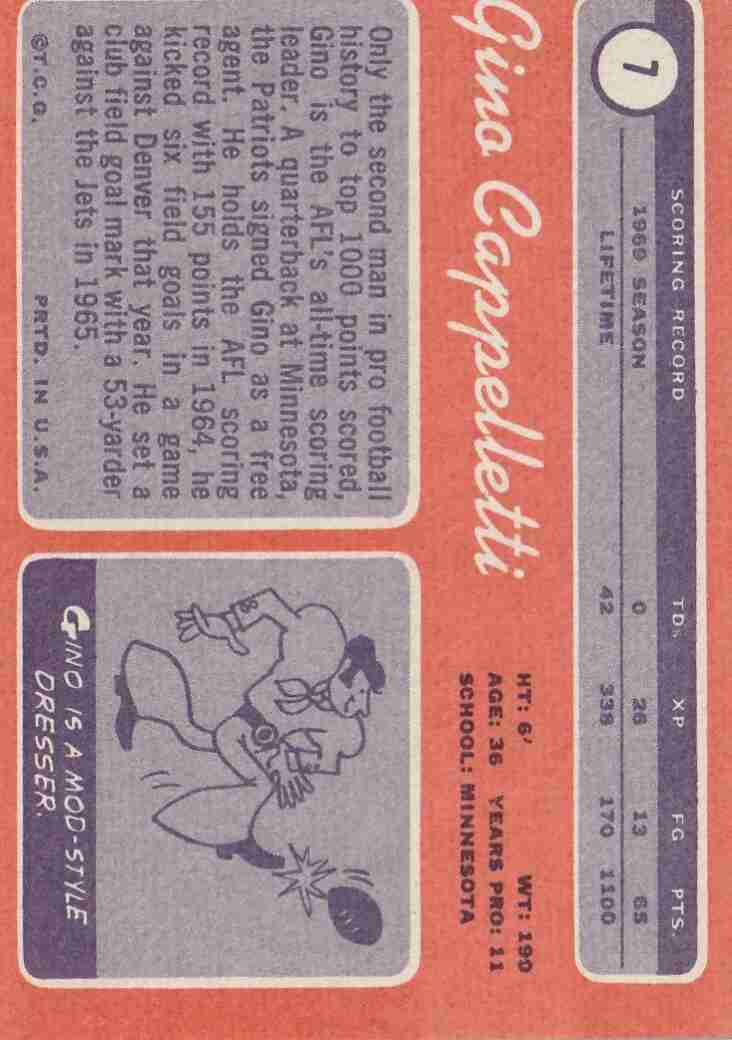 7
SCORING RECORD TDs XP FG PTS.
1969 SEASON 0 26 13 65
LIFETIME 42 338 170 1100
Gino Cappelletti
HT: 6' WT: 190
AGE: 36 YEARS PRO: 11
SCHOOL: MINNESOTA
Only the second man in pro football
history to top 1000 points scored,
Gino is the AFL's all-time scoring
leader. A quarterback at Minnesota,
the Patriots signed Gino as a free
agent. He holds the AFL scoring
record with 155 points in 1964, he
kicked six field goals in a game
against Denver that year. He set a
club field goal mark with a 53-yarder
against the Jets in 1965.
©T.C.G. PRTD. IN U.S.A.
GINO IS A MOD-STYLE
DRESSER.